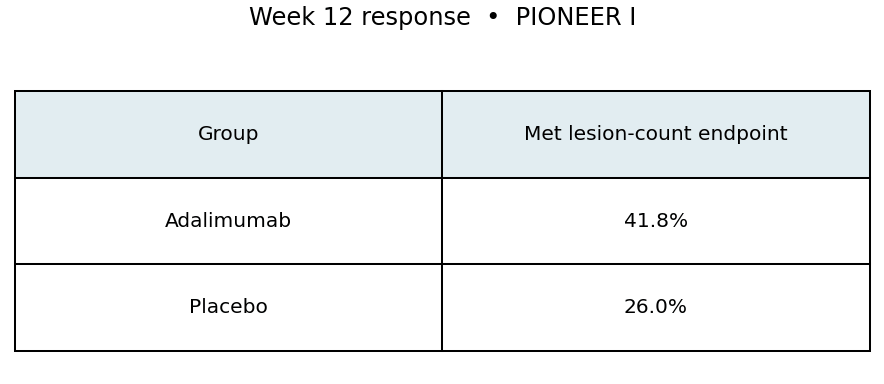 Week 12 response • PIONEER I
Group Met lesion-count endpoint
Adalimumab 41.8%
Placebo 26.0%